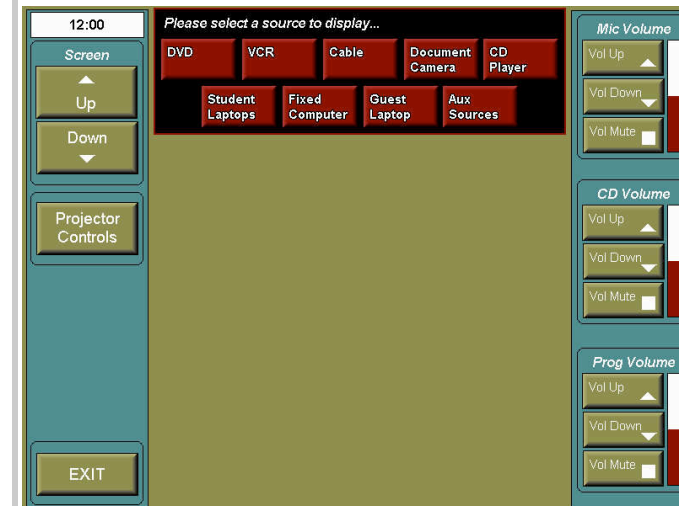 12:00
Screen
Up
Down
Projector
Controls
EXIT
Please select a source to display...
DVD
VCR
Cable
Document
Camera
CD
Player
Student
Laptops
Fixed
Computer
Guest
Laptop
Aux
Sources
Mic Volume
Vol Up
Vol Down
Vol Mute
CD Volume
Vol Up
Vol Down
Vol Mute
Prog Volume
Vol Up
Vol Down
Vol Mute